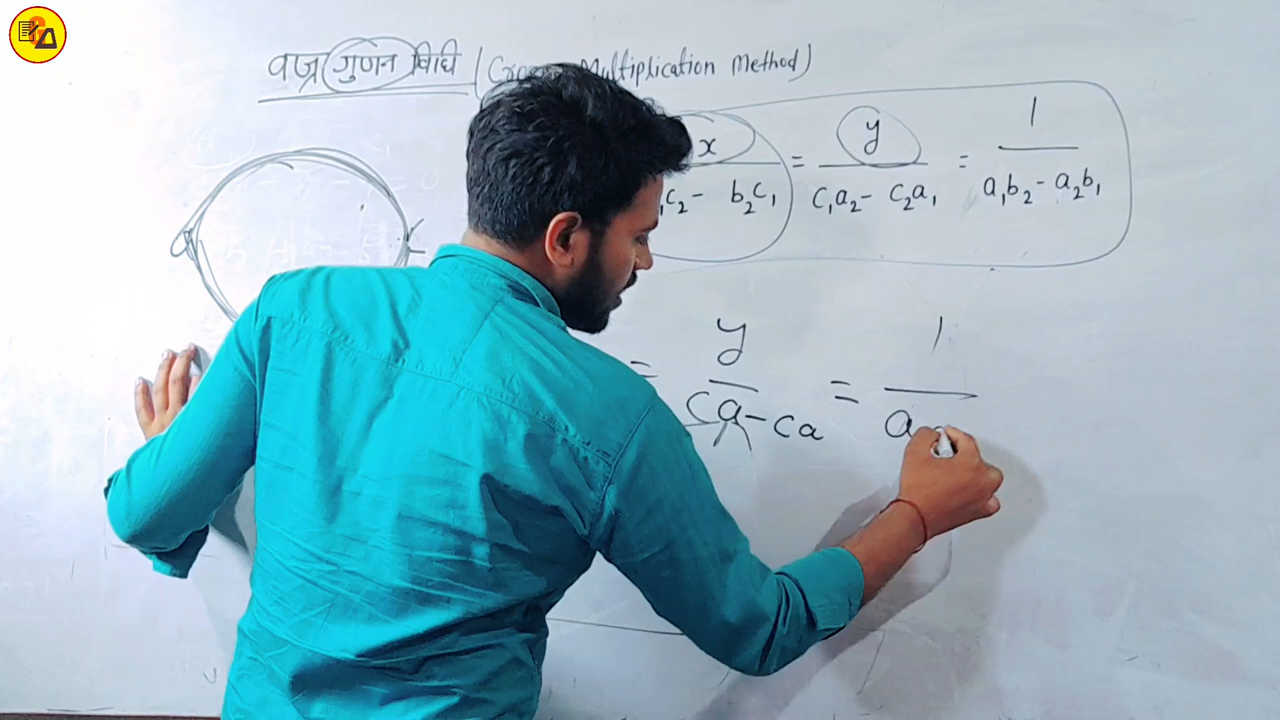 वज्र गुणन विधि (Cross Multiplication Method)
x = y = 1
c₂ - b₂c₁ c₁a₂ - c₂a₁ a₁b₂ - a₂b₁
= y = 1
ca - ca a